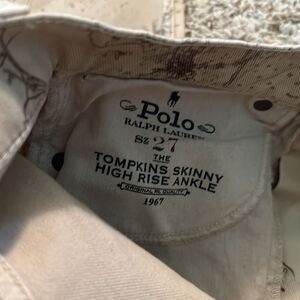 Polo
RALPH LAUREN
SZ 27
THE
TOMPKINS SKINNY
HIGH RISE ANKLE
ORIGINAL RL QUALITY
1967